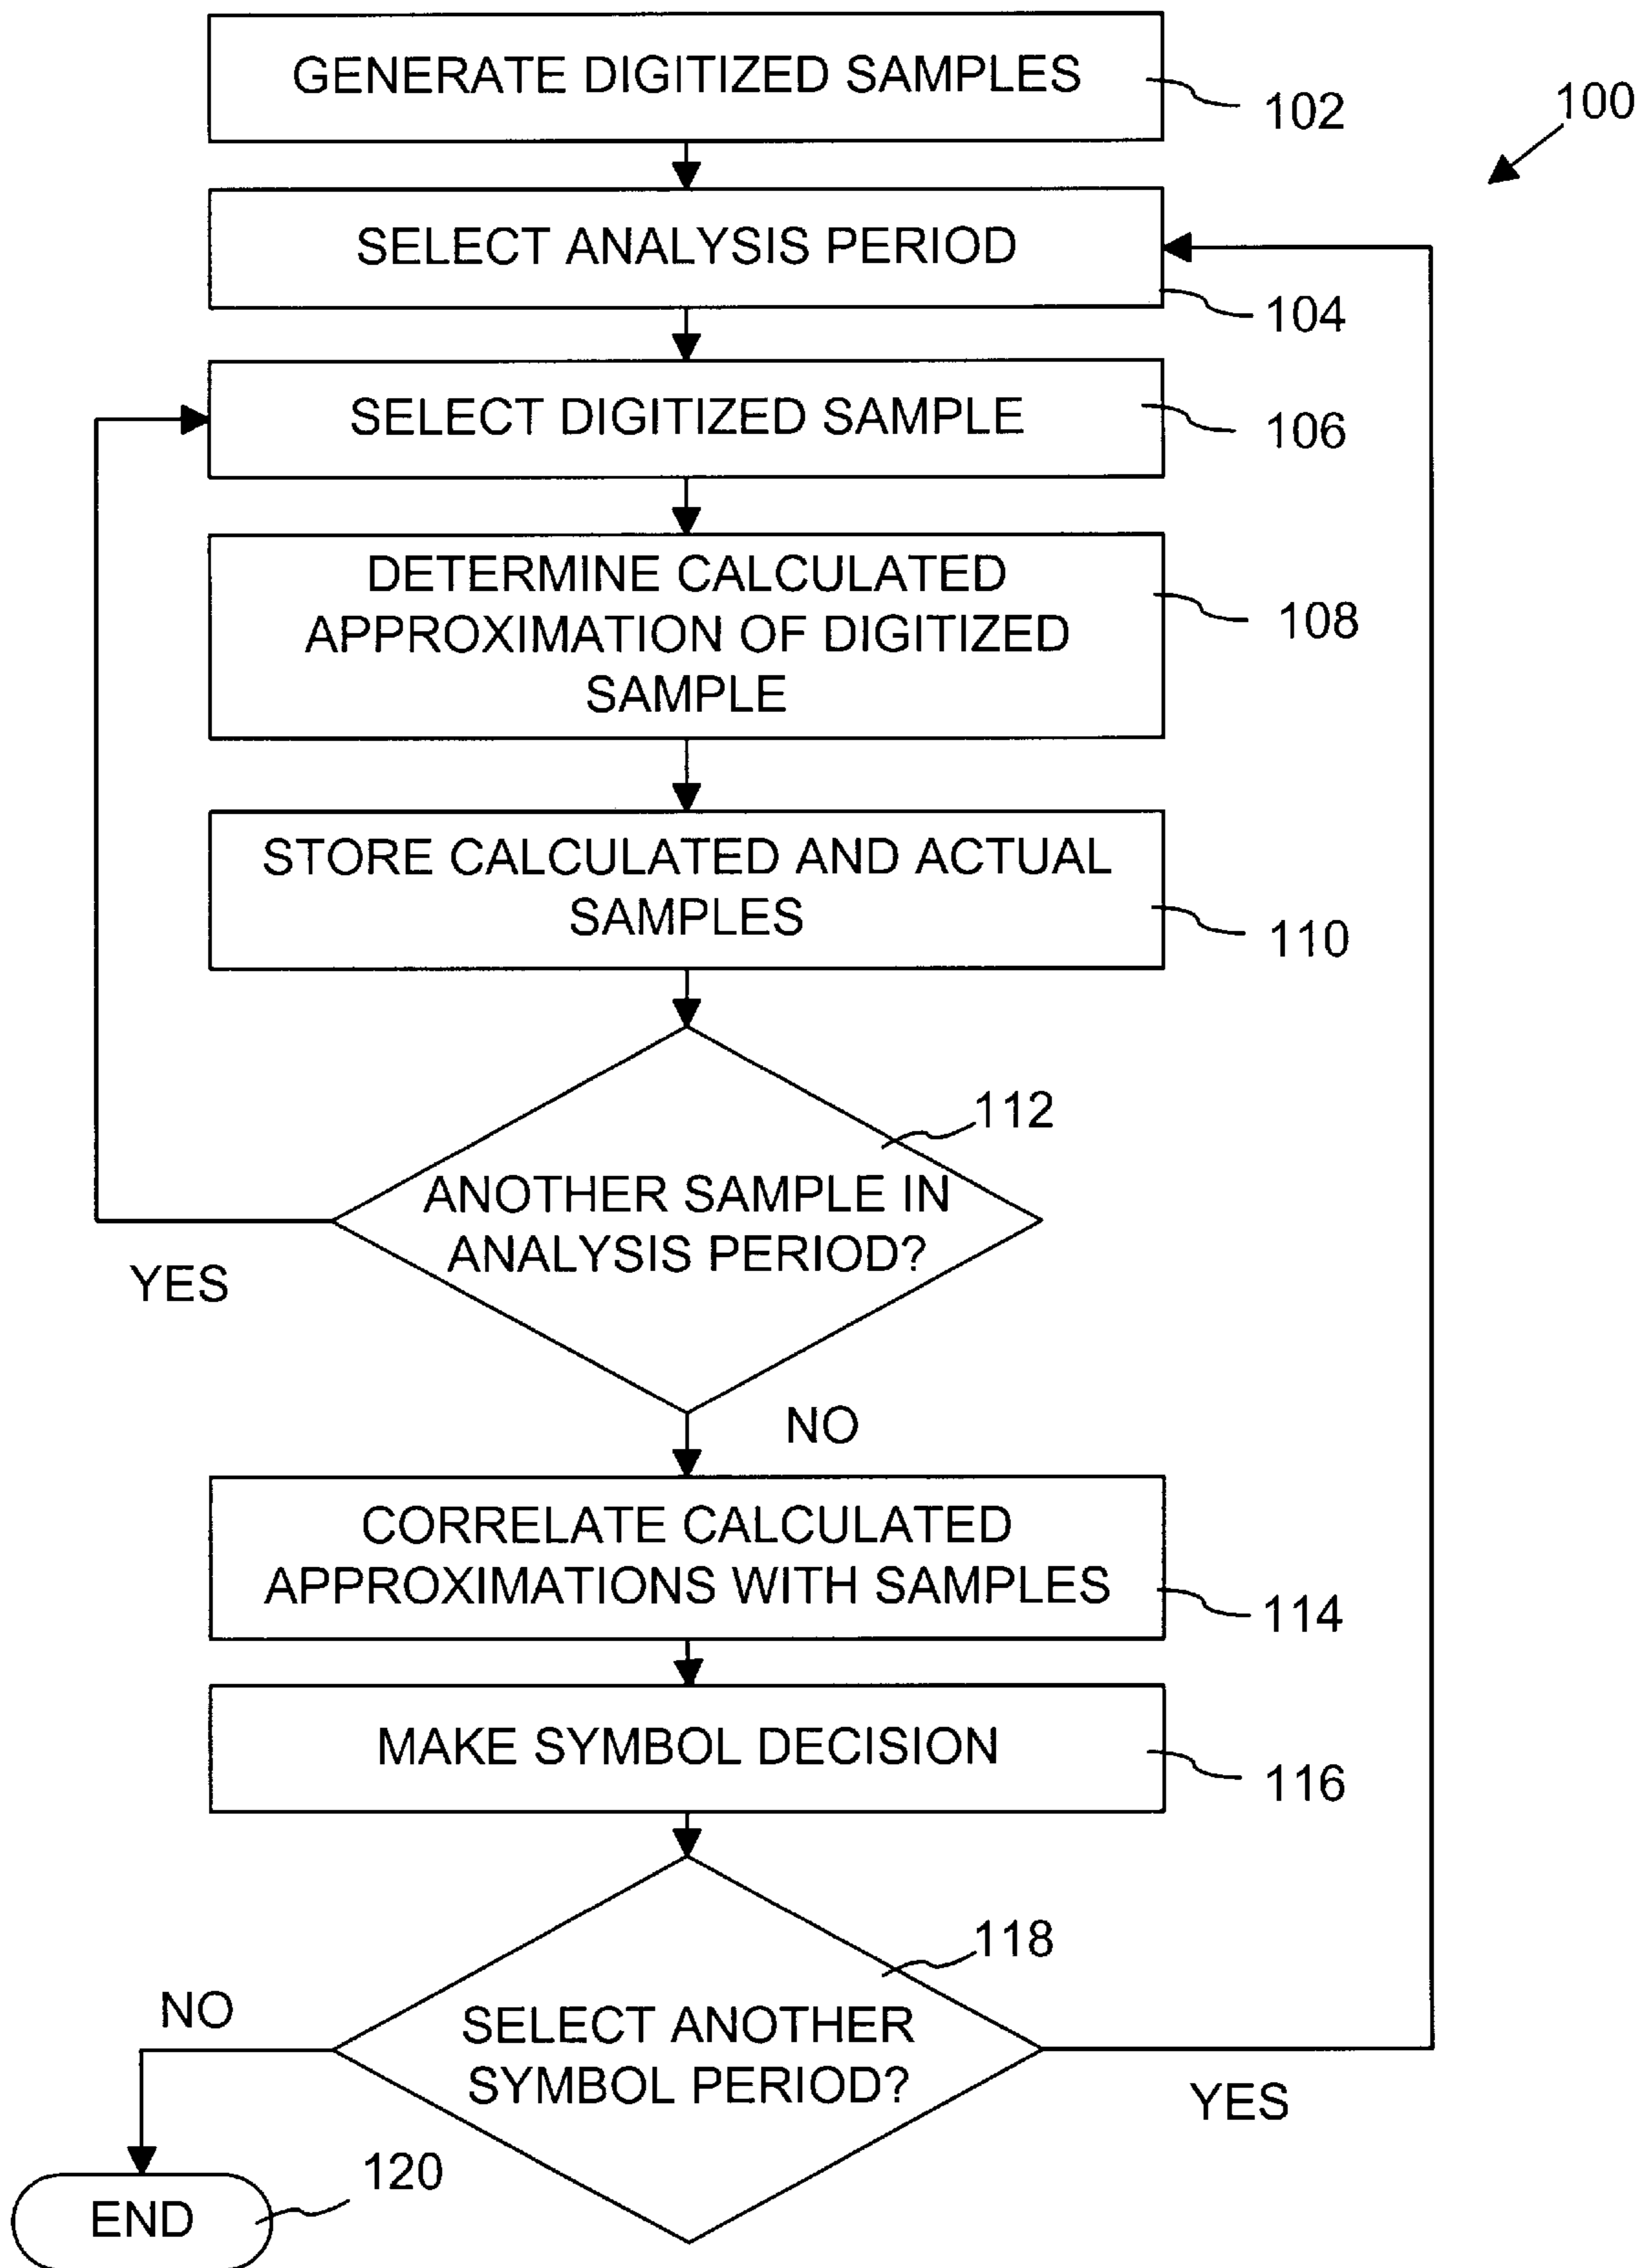 GENERATE DIGITIZED SAMPLES
102
100
SELECT ANALYSIS PERIOD
104
SELECT DIGITIZED SAMPLE
106
DETERMINE CALCULATED
APPROXIMATION OF DIGITIZED
SAMPLE
108
STORE CALCULATED AND ACTUAL
SAMPLES
110
112
ANOTHER SAMPLE IN
ANALYSIS PERIOD?
YES
NO
CORRELATE CALCULATED
APPROXIMATIONS WITH SAMPLES
114
MAKE SYMBOL DECISION
116
118
NO
SELECT ANOTHER
SYMBOL PERIOD?
YES
120
END